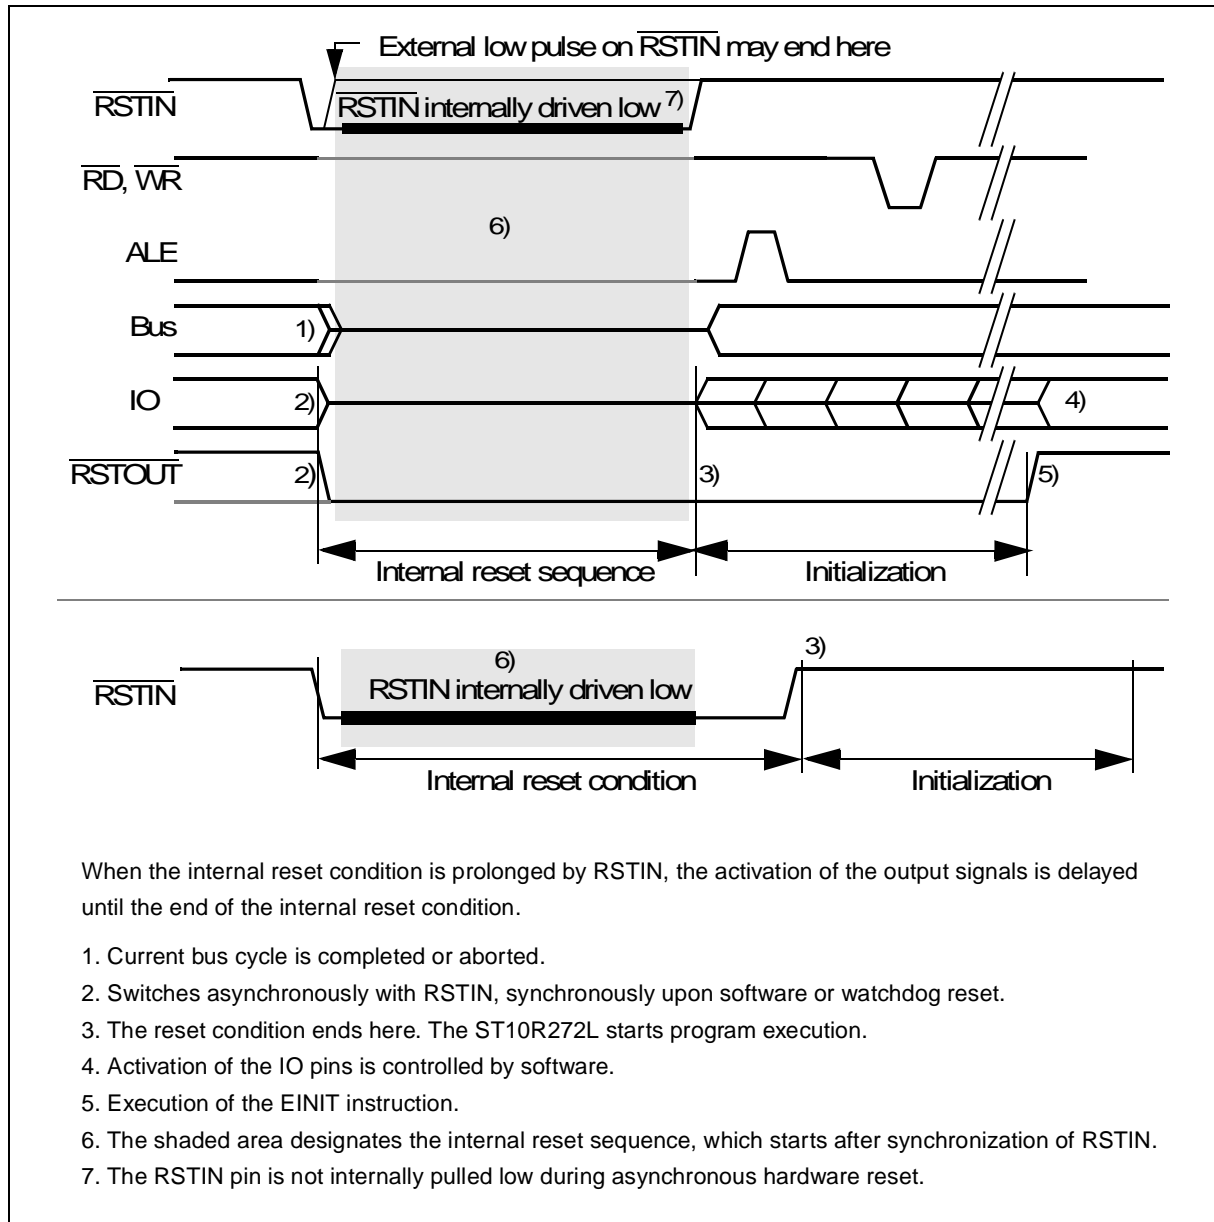 External low pulse on RSTIN may end here
RSTIN
RSTIN internally driven low 7)
RD, WR
6)
ALE
Bus
1)
IO
2)
4)
RSTOUT
2)
3)
5)
Internal reset sequence
Initialization
6)
3)
RSTIN
RSTIN internally driven low
Internal reset condition
Initialization
When the internal reset condition is prolonged by RSTIN, the activation of the output signals is delayed
until the end of the internal reset condition.
1. Current bus cycle is completed or aborted.
2. Switches asynchronously with RSTIN, synchronously upon software or watchdog reset.
3. The reset condition ends here. The ST10R272L starts program execution.
4. Activation of the IO pins is controlled by software.
5. Execution of the EINIT instruction.
6. The shaded area designates the internal reset sequence, which starts after synchronization of RSTIN.
7. The RSTIN pin is not internally pulled low during asynchronous hardware reset.